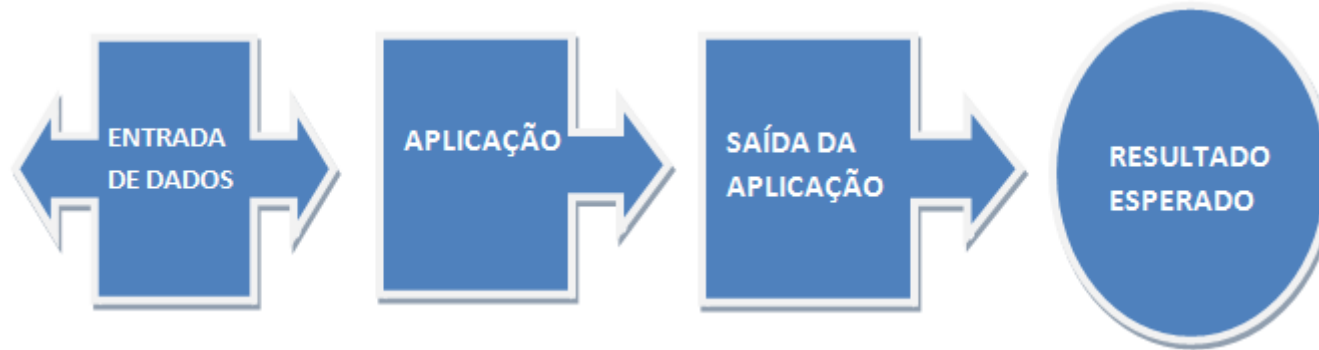 ENTRADA
DE DADOS
APLICAÇÃO
SAÍDA DA
APLICAÇÃO
RESULTADO
ESPERADO